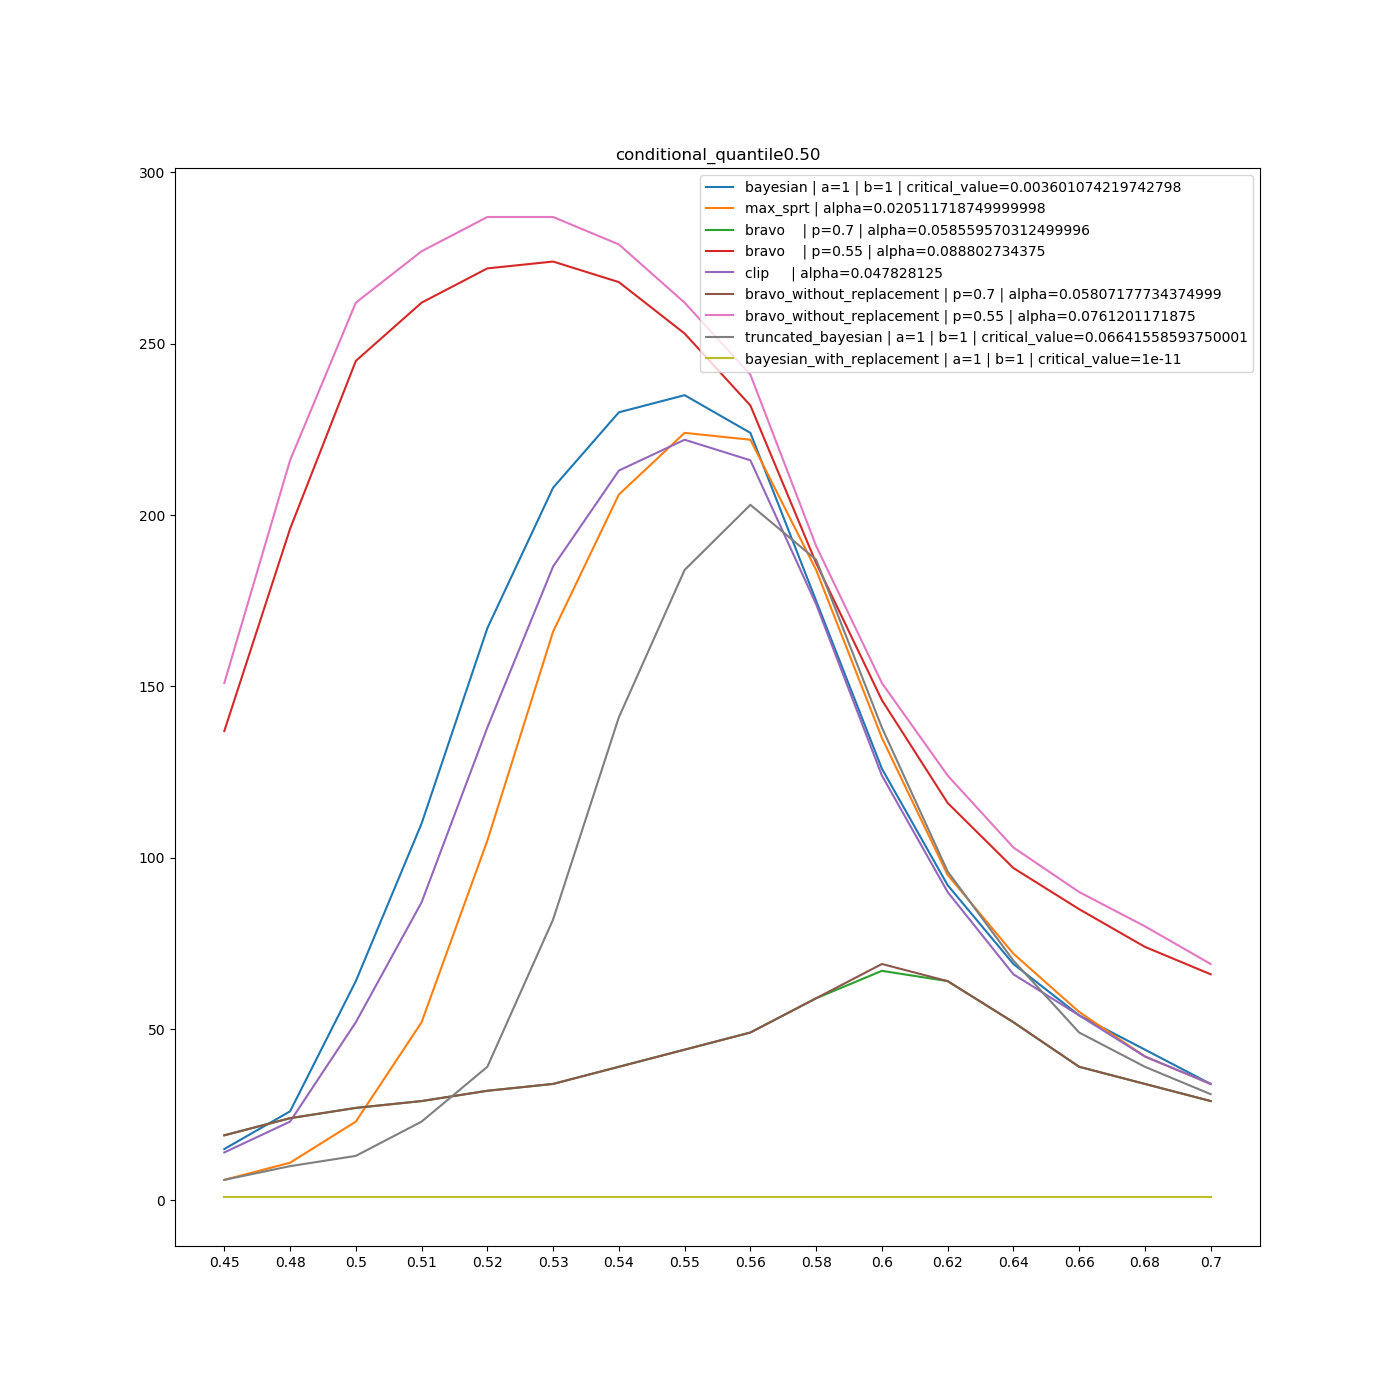 conditional_quantile0.50
300
250
200
150
100
50
0
bayesian | a=1 | b=1 | critical_value=0.003601074219742798
max_sprt | alpha=0.020511718749999998
bravo    | p=0.7 | alpha=0.058559570312499996
bravo    | p=0.55 | alpha=0.088802734375
clip     | alpha=0.047828125
bravo_without_replacement | p=0.7 | alpha=0.05807177734374999
bravo_without_replacement | p=0.55 | alpha=0.0761201171875
truncated_bayesian | a=1 | b=1 | critical_value=0.06641558593750001
bayesian_with_replacement | a=1 | b=1 | critical_value=1e-11
0.45 0.48 0.5 0.51 0.52 0.53 0.54 0.55 0.56 0.58 0.6 0.62 0.64 0.66 0.68 0.7